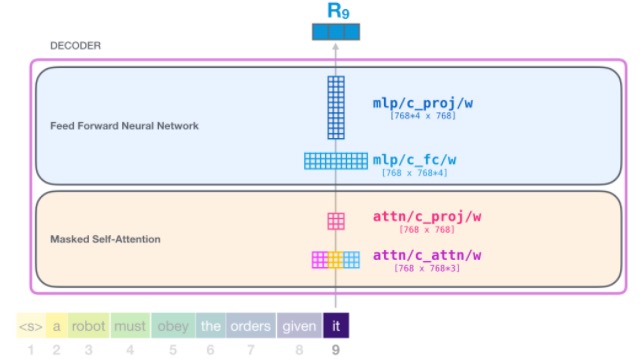 R9
DECODER
mlp/c_proj/w
[768*4 x 768]
Feed Forward Neural Network
mlp/c_fc/w
[768 x 768*4]
attn/c_proj/w
[768 x 768]
Masked Self-Attention
attn/c_attn/w
[768 x 768*3]
<s> a robot must obey the orders given it
1 2 3 4 5 6 7 8 9